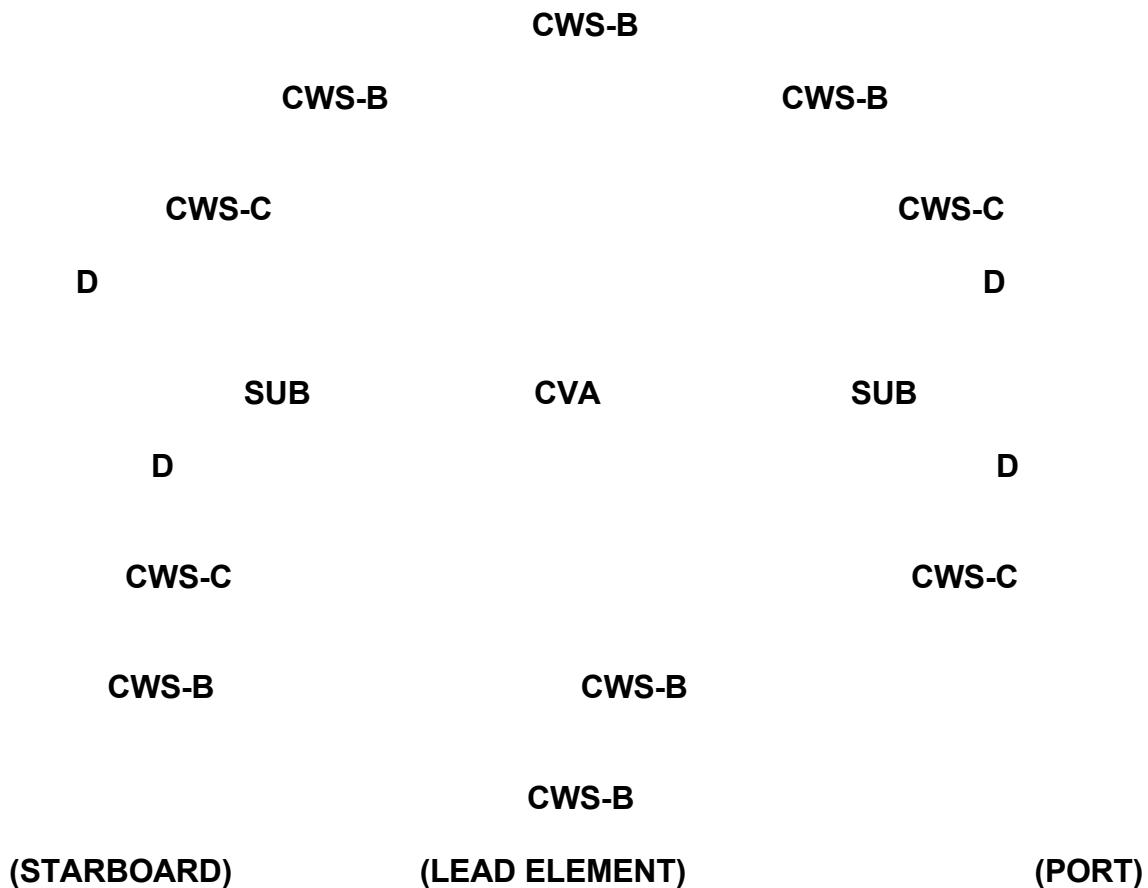 CWS-B
CWS-B CWS-B
CWS-C CWS-C
D D
SUB CVA SUB
D D
CWS-C CWS-C
CWS-B CWS-B
CWS-B
(STARBOARD) (LEAD ELEMENT) (PORT)